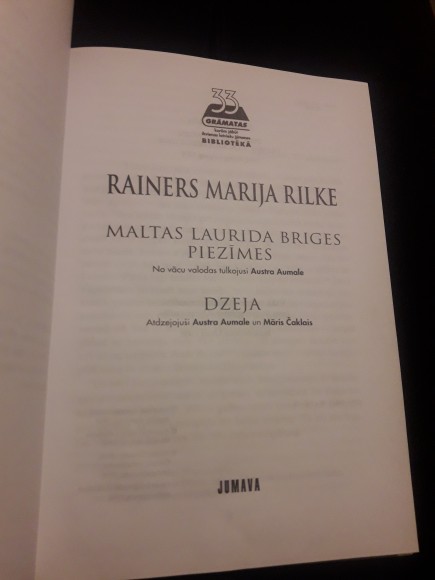 33
GRĀMATAS
BIBLIOTĒKĀ
RAINERS MARIJA RILKE
MALTAS LAURIDA BRIGES
PIEZĪMES
No vācu valodas tulkojusi Austra Aumale
DZEJA
Atdzejojuši Austra Aumale un Māris Čaklais
JUMAVA